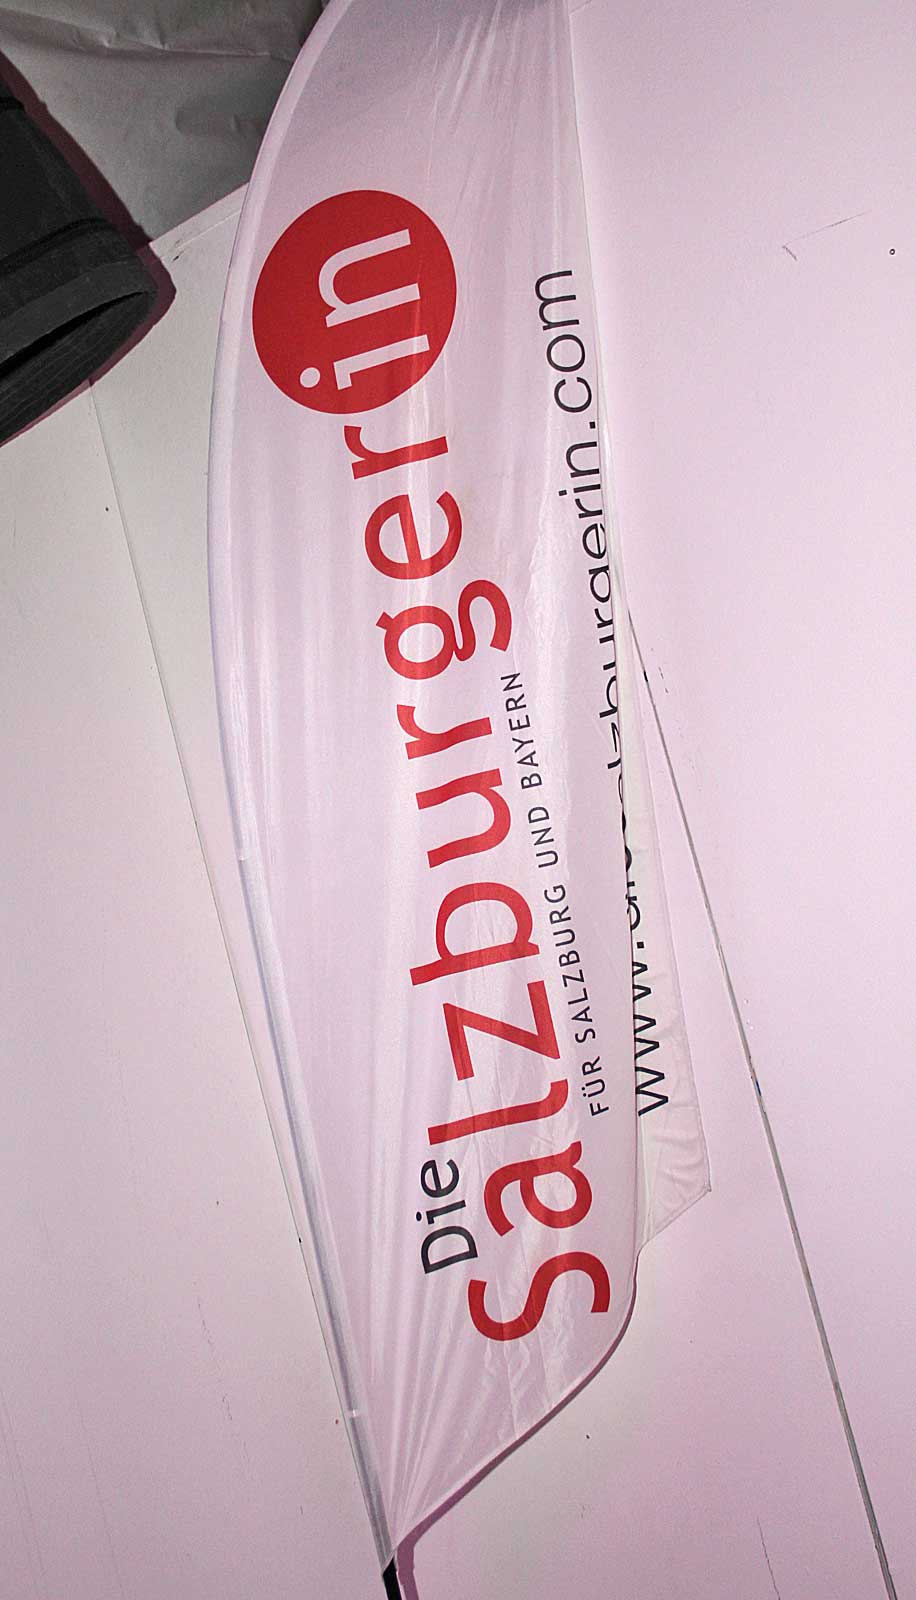 Die
Salzburgerin
FÜR SALZBURG UND BAYERN
www.diesalzburgerin.com